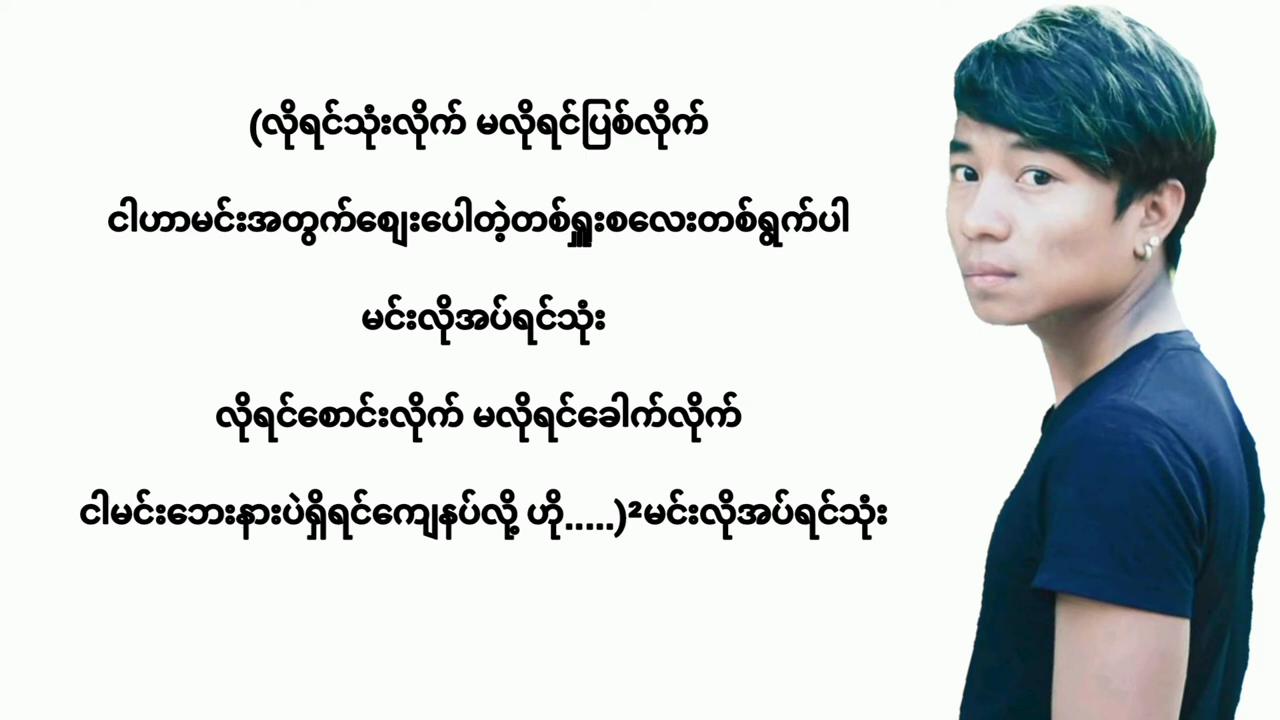 (လိုရင်သုံးလိုက် မလိုရင်ပြစ်လိုက်
ငါဟာမင်းအတွက်စျေးပေါတဲ့တစ်ရှူးစလေးတစ်ရွက်ပါ
မင်းလိုအပ်ရင်သုံး
လိုရင်စောင်းလိုက် မလိုရင်ခေါက်လိုက်
ငါမင်းဘေးနားပဲရှိရင်ကျေနပ်လို့ ဟို.....)²မင်းလိုအပ်ရင်သုံး